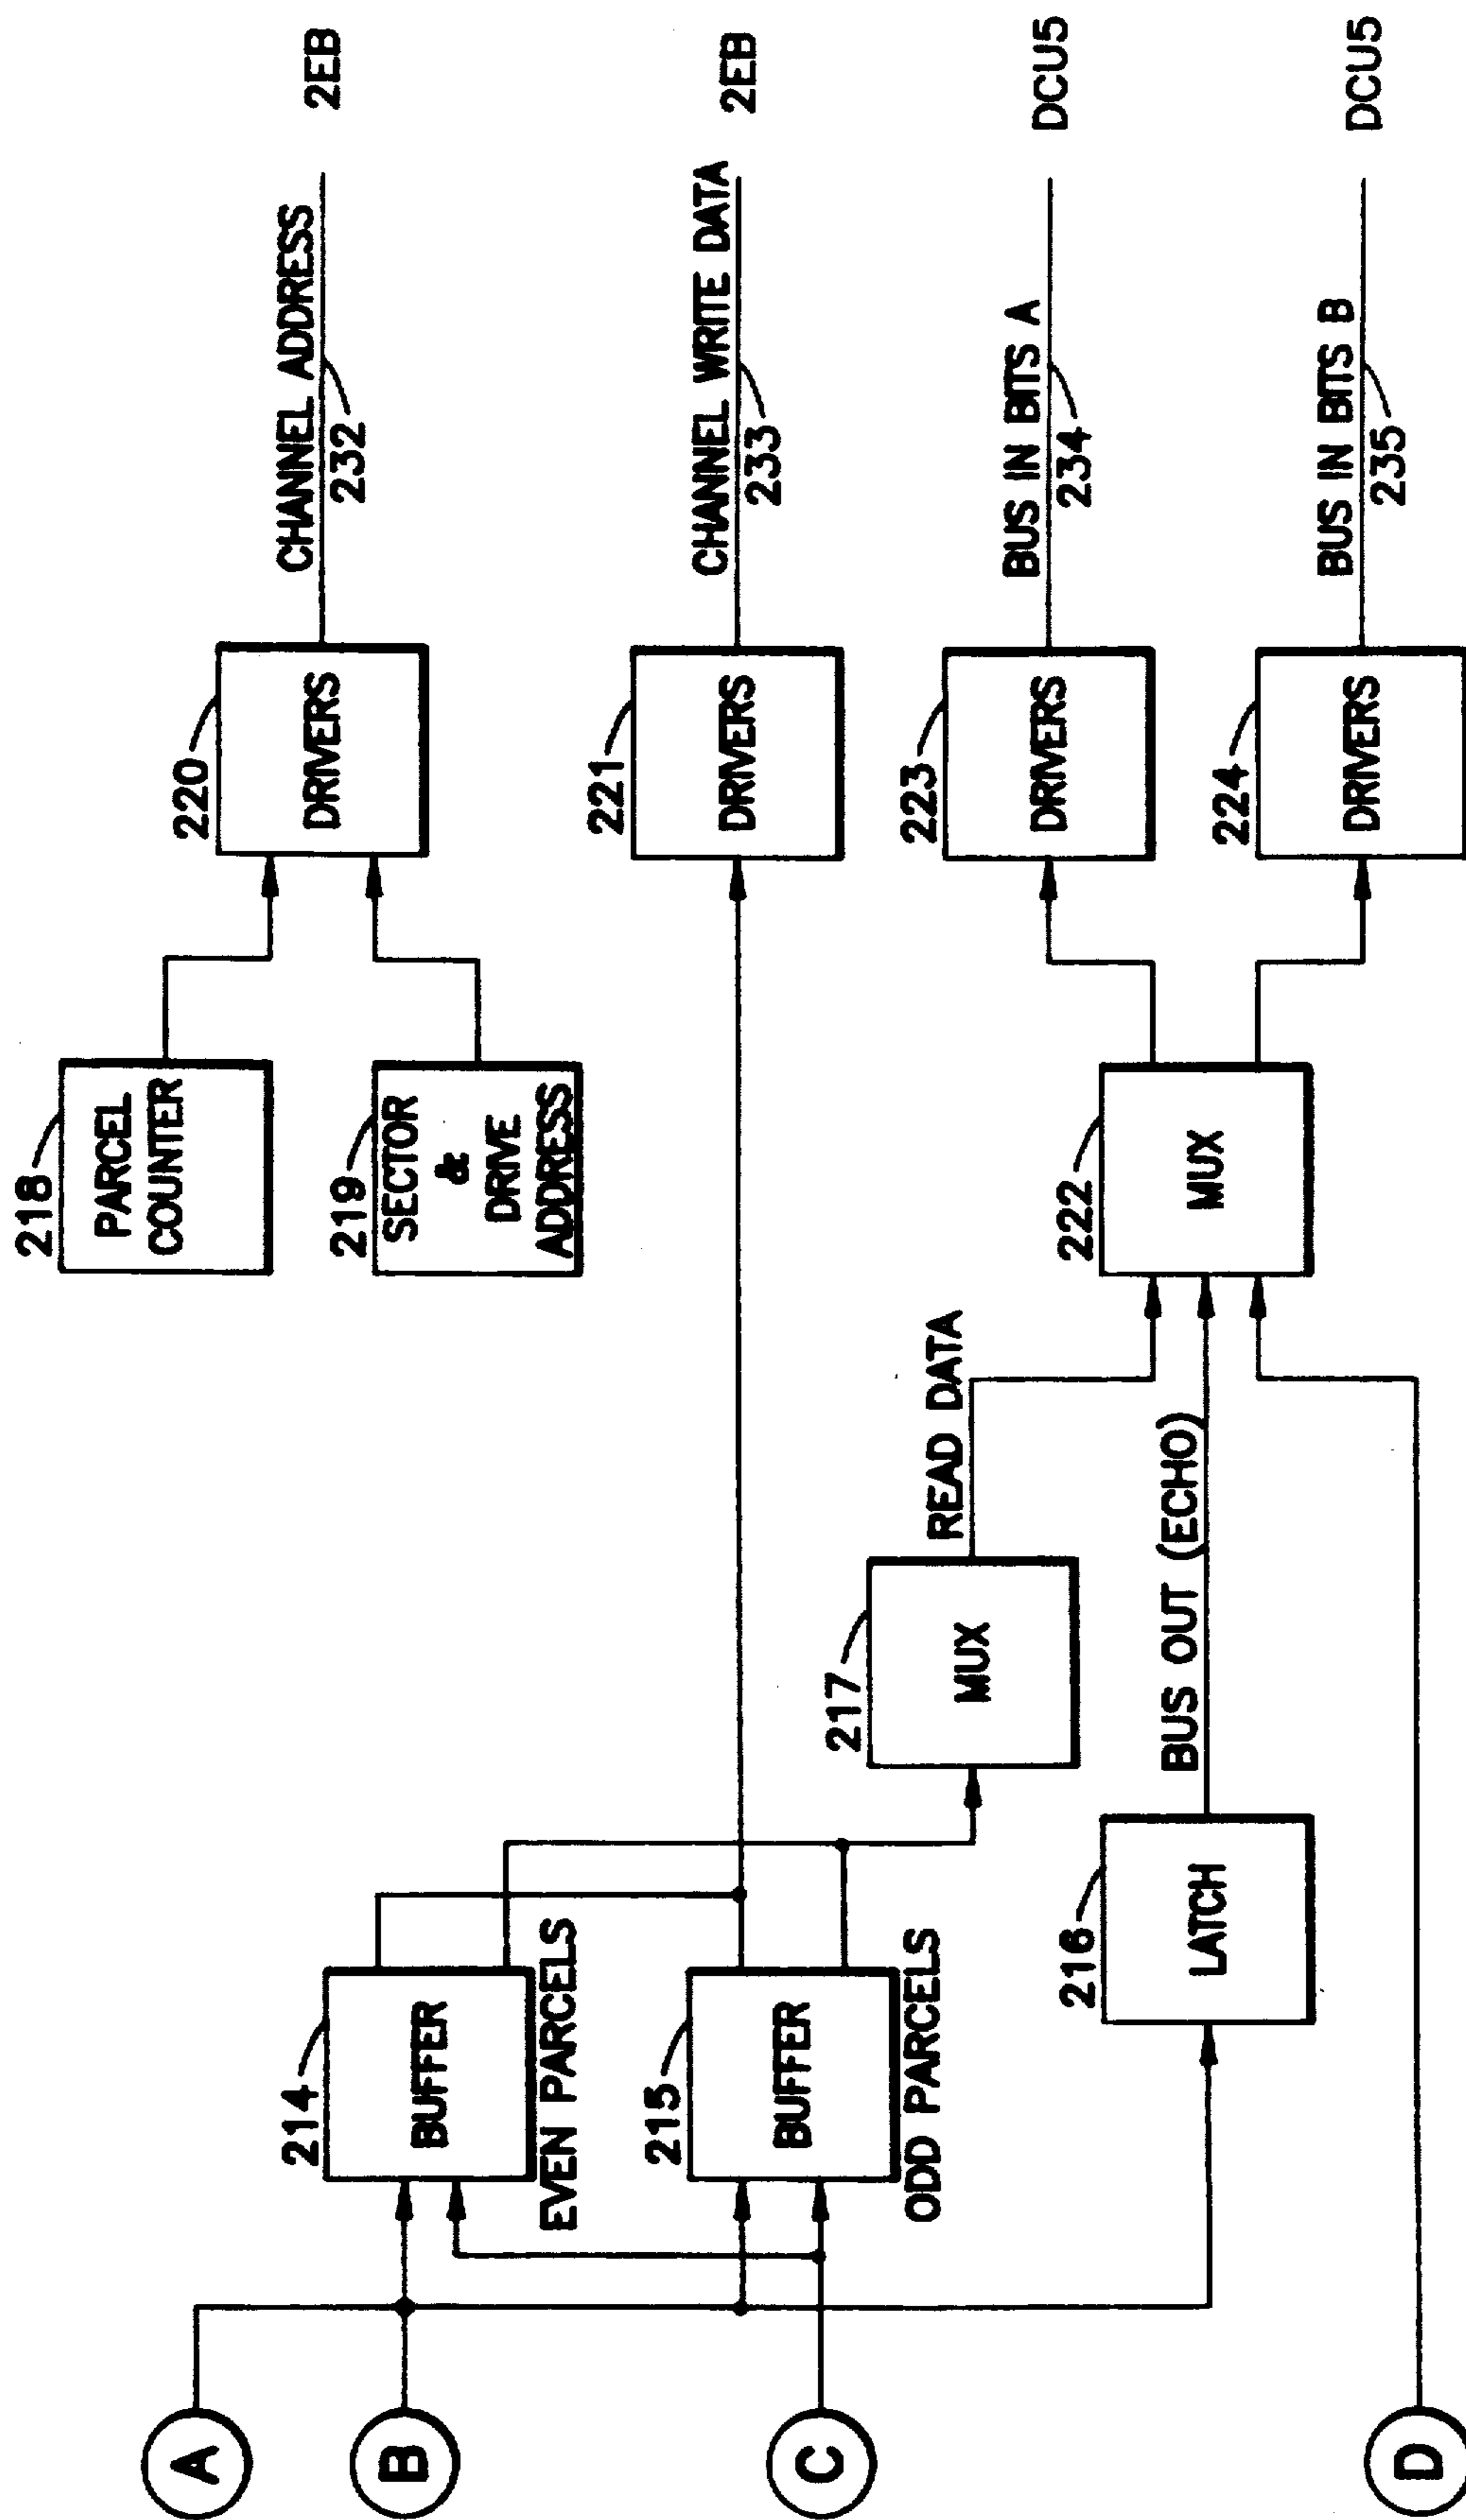 A
B
C
D
214
BUFFER
EVEN PARCELS
215
BUFFER
ODD PARCELS
216
LATCH
217
MUX
READ DATA
BUS OUT (ECHO)
218
PARCEL
COUNTER
219
SECTOR
&
DRIVE
ADDRESS
222
MUX
220
DRIVERS
221
DRIVERS
223
DRIVERS
224
DRIVERS
CHANNEL ADDRESS
232
2EB
CHANNEL WRITE DATA
233
2EB
BUS IN BITS A
234
DCU5
BUS IN BITS B
235
DCU5